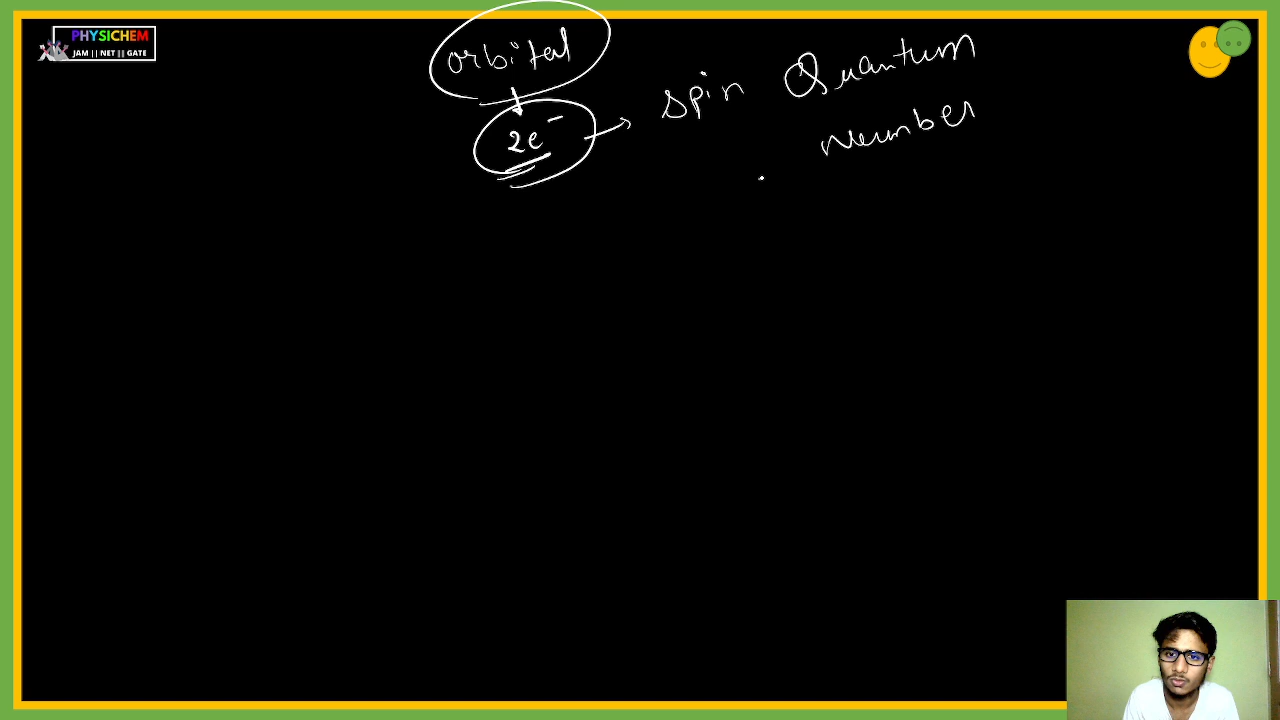 PHYSICHEM
JAM || NET || GATE
orbital
2e⁻ → spin Quantum
Number